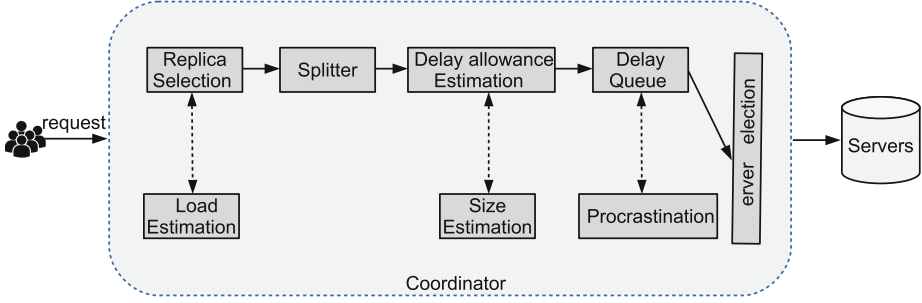 request
Replica
Selection
Splitter
Delay allowance
Estimation
Delay
Queue
erver election
Servers
Load
Estimation
Size
Estimation
Procrastination
Coordinator